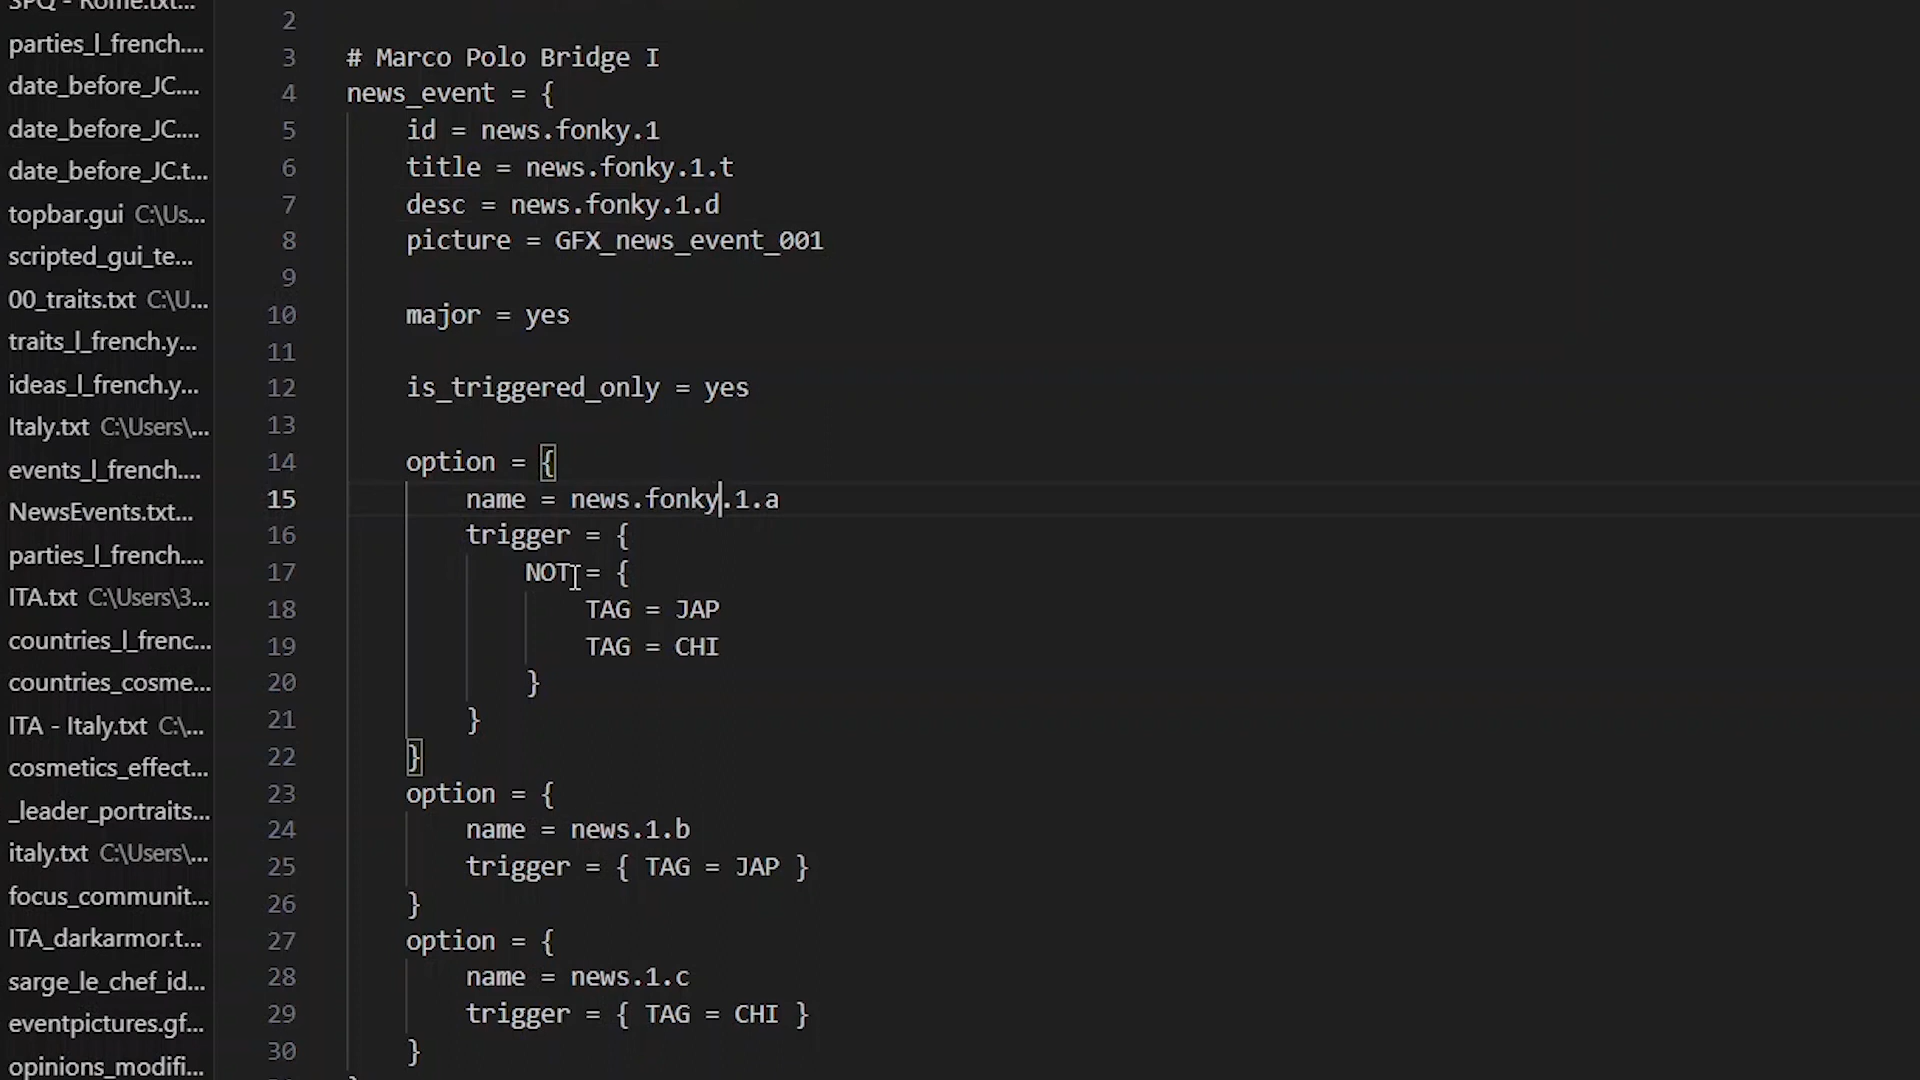 SPQ - Rome.txt...
parties_l_french....
date_before_JC....
date_before_JC....
date_before_JC.t...
topbar.gui C:\Us...
scripted_gui_te...
00_traits.txt C:\U...
traits_l_french.y...
ideas_l_french.y...
Italy.txt C:\Users\...
events_l_french....
NewsEvents.txt...
parties_l_french....
ITA.txt C:\Users\3...
countries_l_frenc...
countries_cosme...
ITA - Italy.txt C:\...
cosmetics_effect...
_leader_portraits...
italy.txt C:\Users\...
focus_communit...
ITA_darkarmor.t...
sarge_le_chef_id...
eventpictures.gf...
opinions_modifi...
2
3 # Marco Polo Bridge I
4 news_event = {
5 id = news.fonky.1
6 title = news.fonky.1.t
7 desc = news.fonky.1.d
8 picture = GFX_news_event_001
9
10 major = yes
11
12 is_triggered_only = yes
13
14 option = {
15 name = news.fonky.1.a
16 trigger = {
17 NOT = {
18 TAG = JAP
19 TAG = CHI
20 }
21 }
22 }
23 option = {
24 name = news.1.b
25 trigger = { TAG = JAP }
26 }
27 option = {
28 name = news.1.c
29 trigger = { TAG = CHI }
30 }